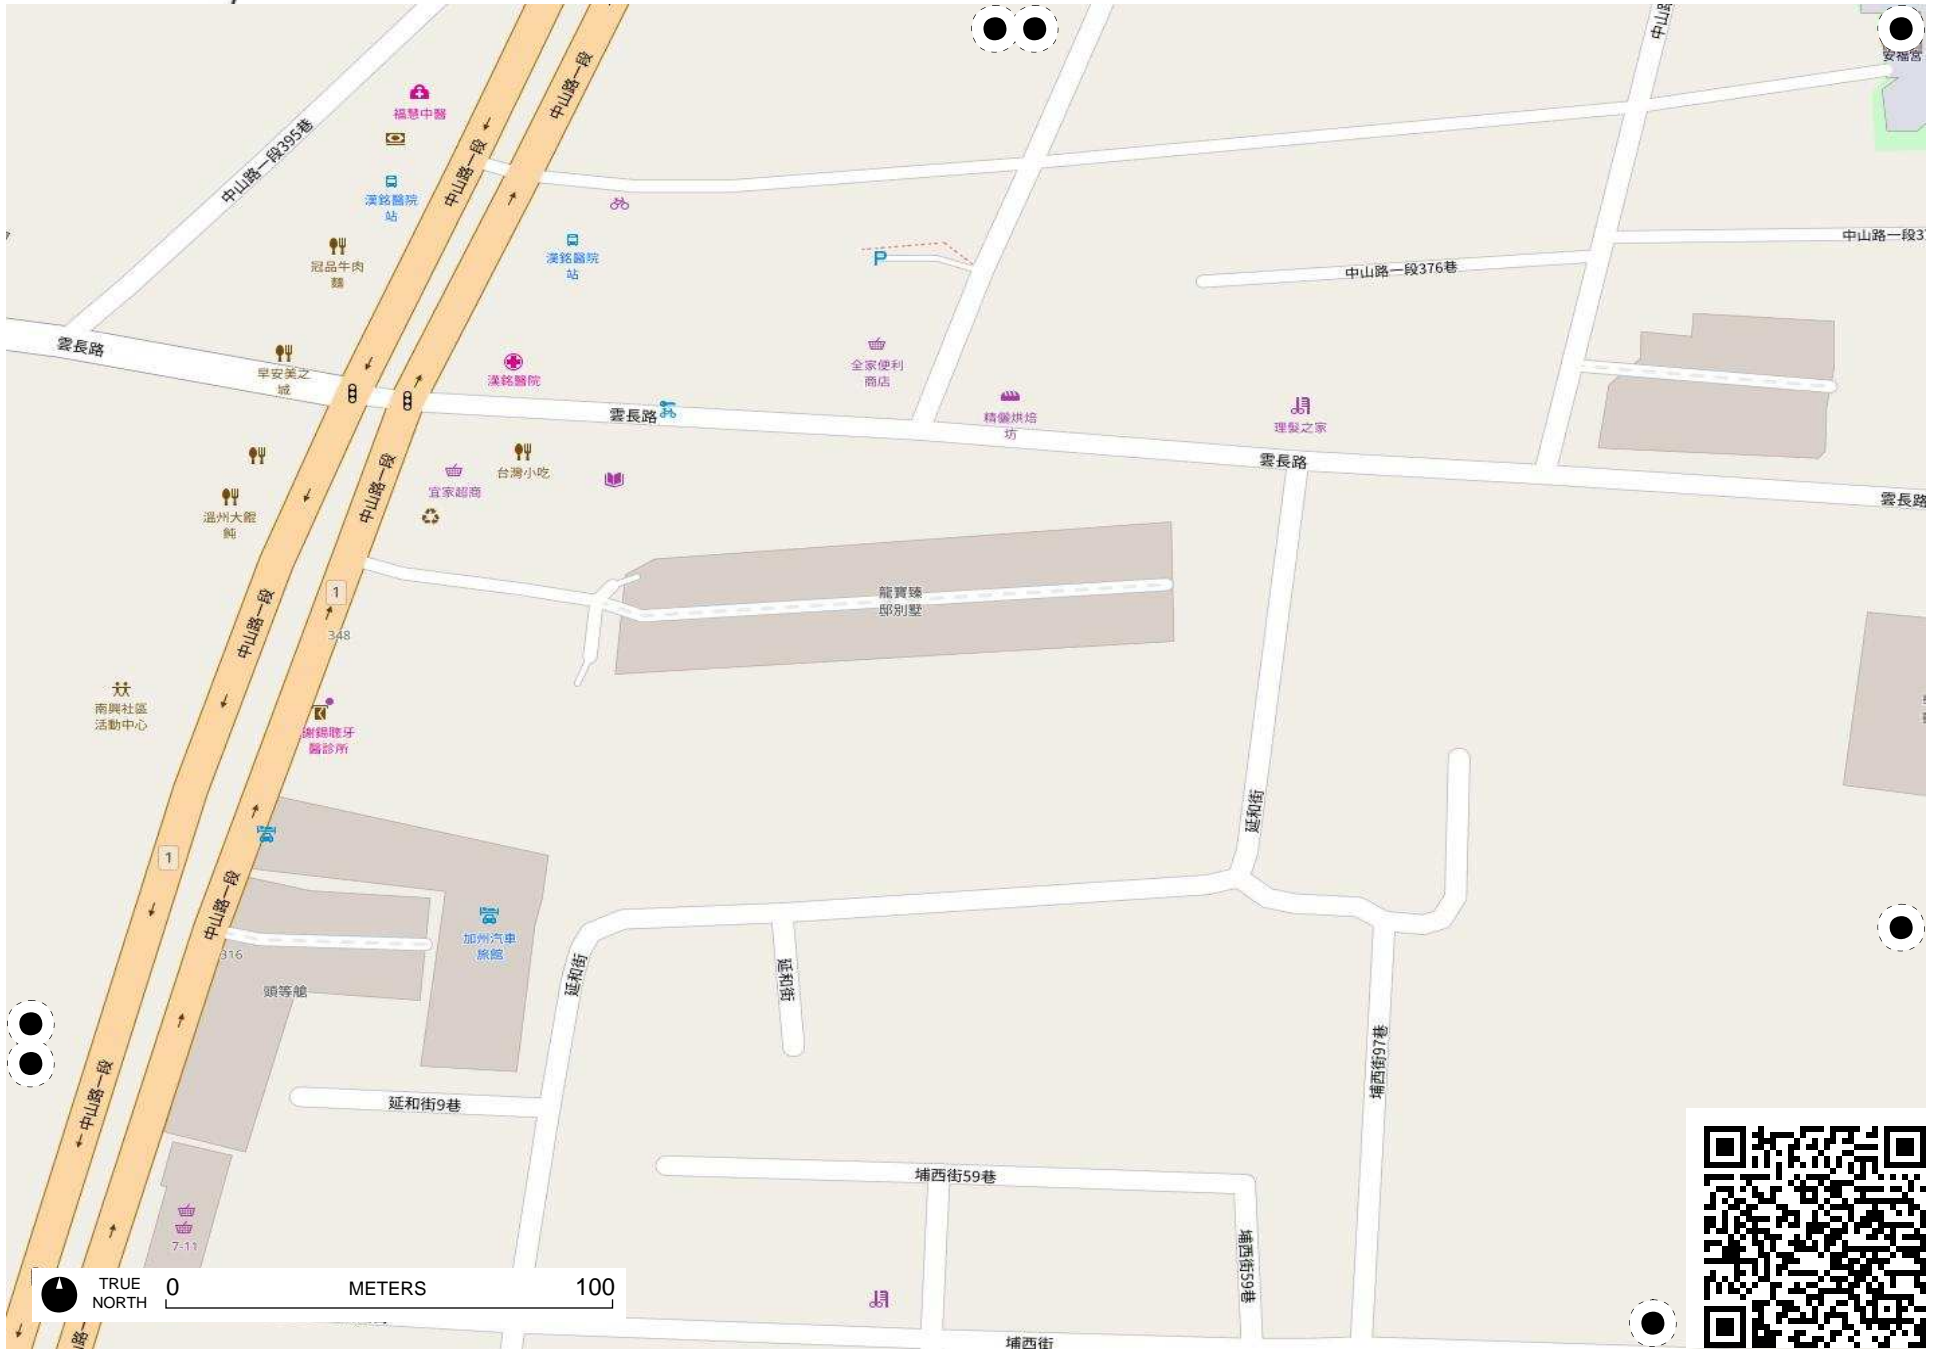 中山路一段
安福宮
中山路一段
福慧中醫
中山路一段395巷
中山路一段
漢銘醫院
站
冠品牛肉
麵
漢銘醫院
站
P
中山路一段3
中山路一段376巷
雲長路
早安美之
城
漢銘醫院
全家便利
商店
雲長路
精儷烘焙
坊
理髮之家
雲長路
雲長路
中山路一段
台灣小吃
宜家超商
溫州大餛
飩
1
龍寶臻
邸別墅
中山路一段
348
南興社區
活動中心
謝錫聰牙
醫診所
延和街
1
中山路一段
加州汽車
旅館
316
頭等艙
延和街
延和街
埔西街97巷
中山路一段
延和街9巷
埔西街59巷
埔西街59巷
7-11
TRUE
NORTH
0
METERS
100
埔西街